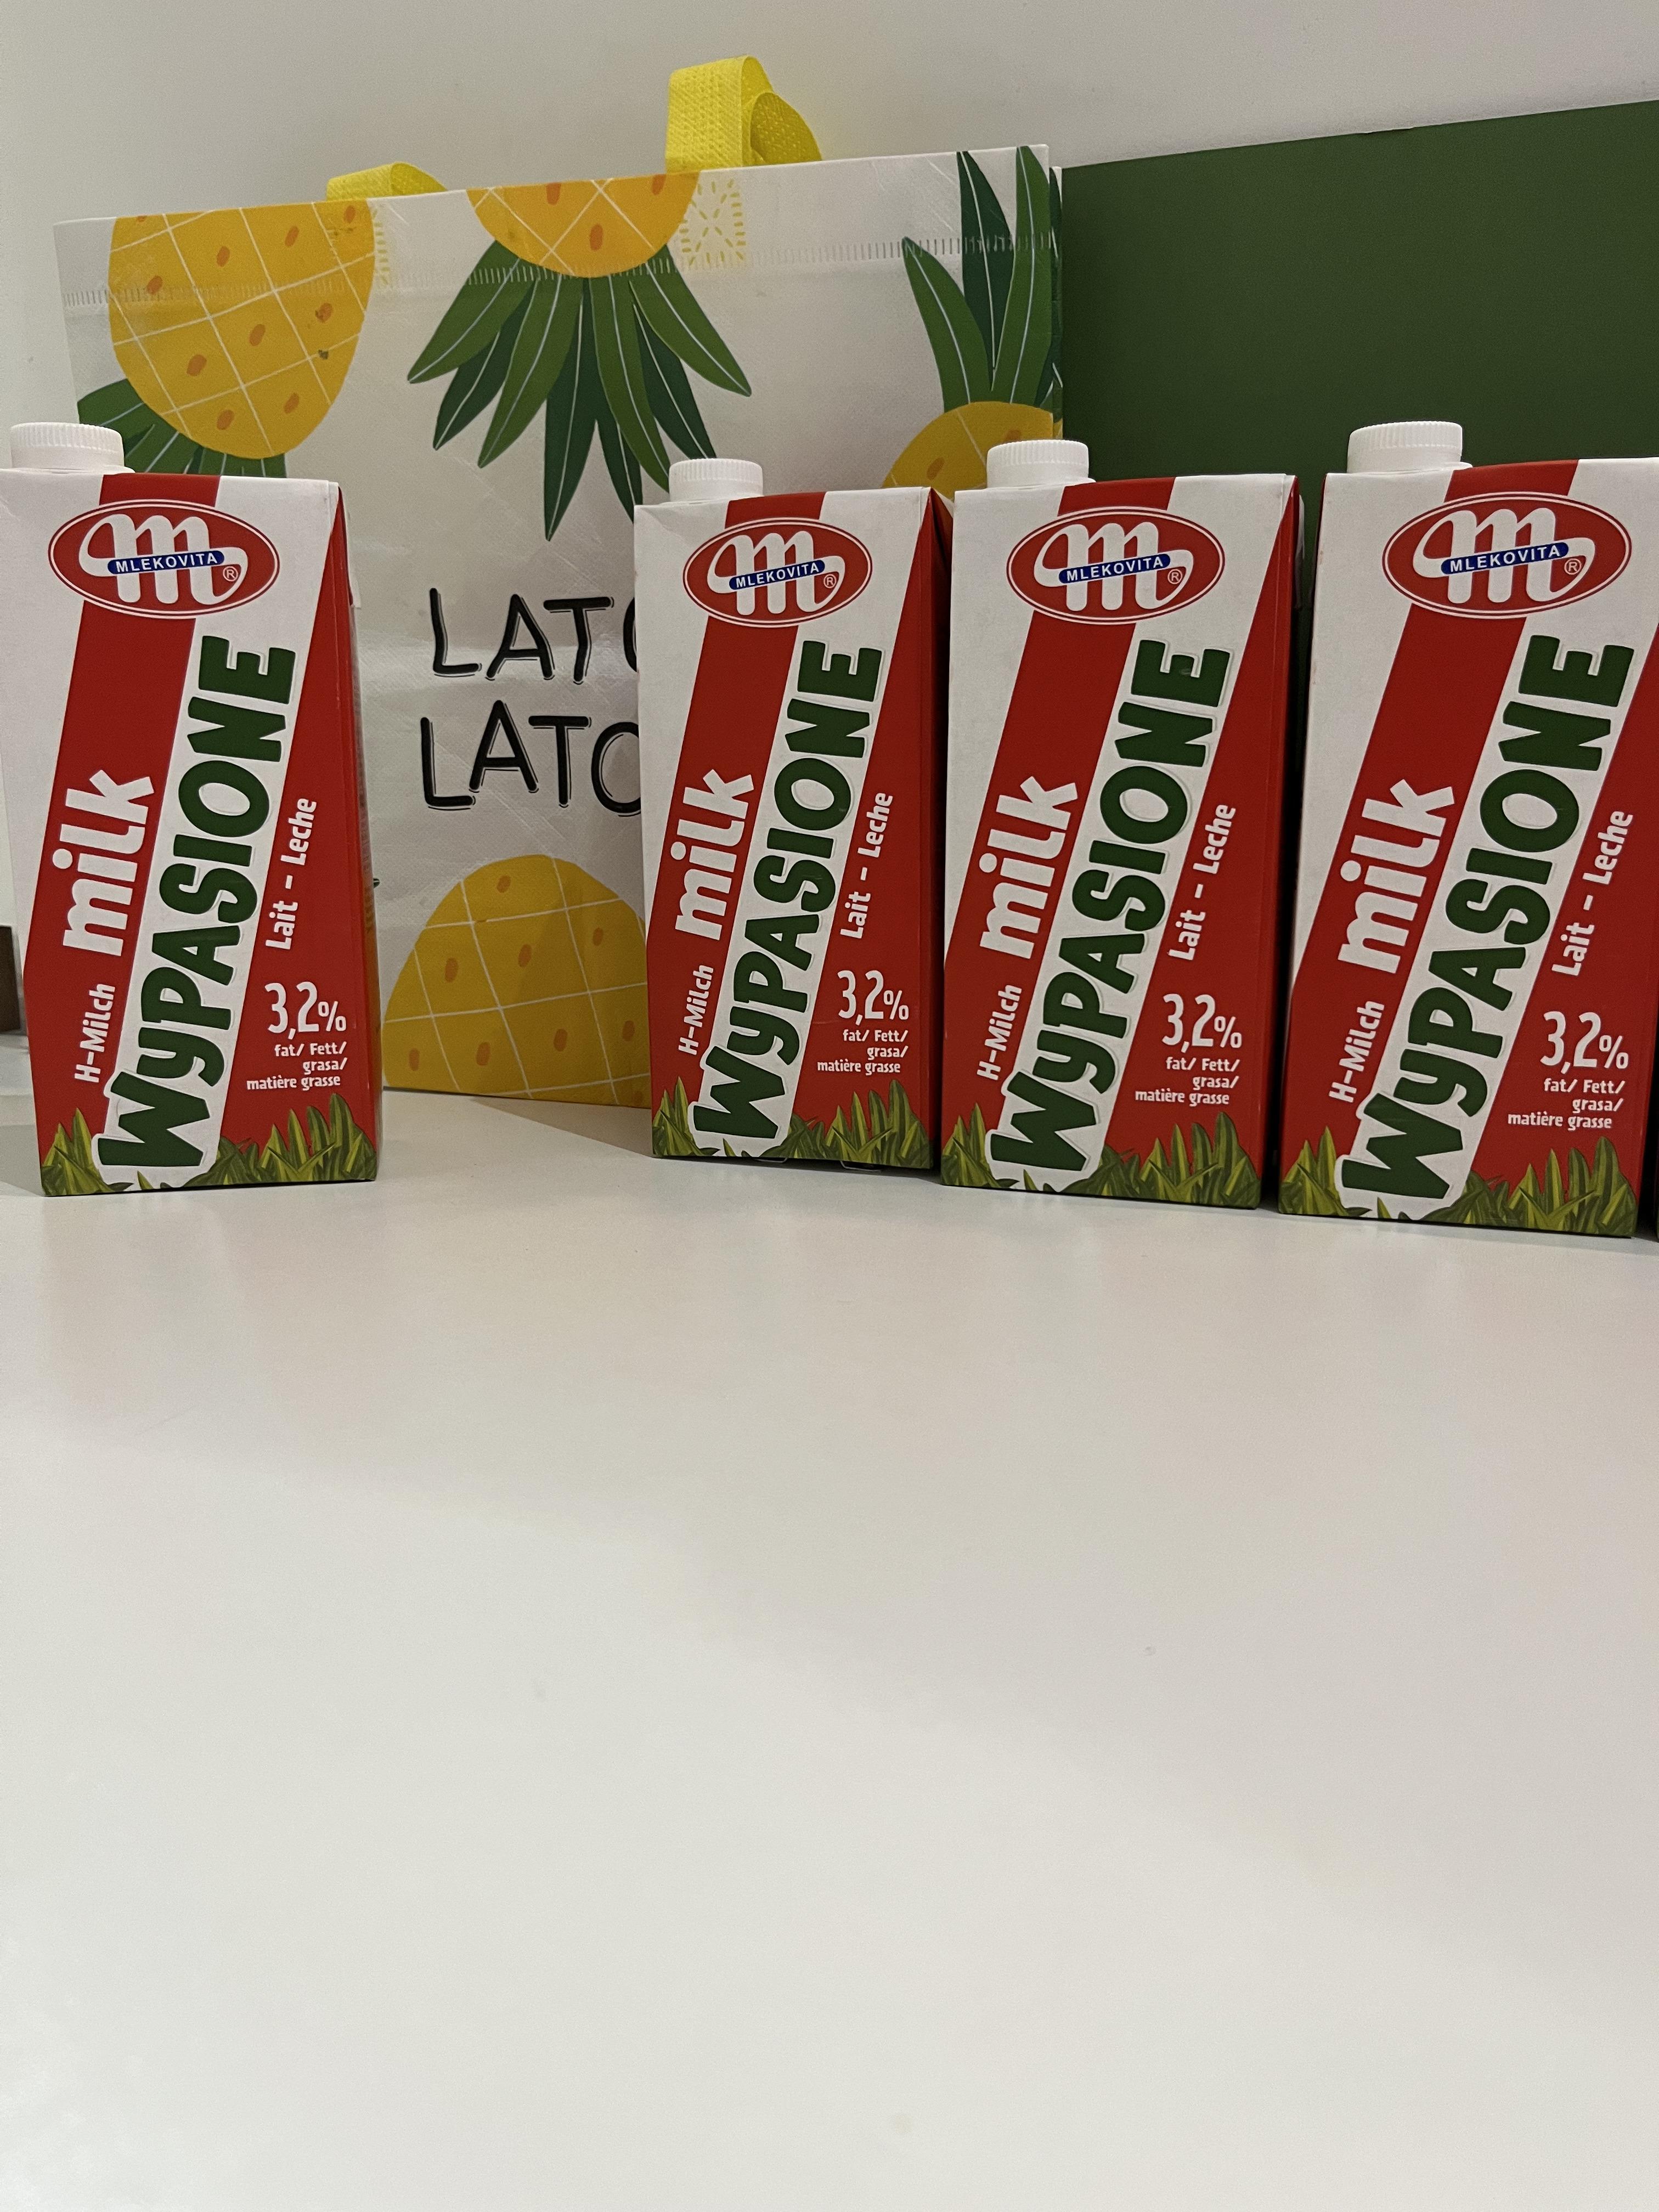 LATO
LATO
MLEKOVITA
®
H-Milch milk
WyPASIONE
Lait - Leche
3,2%
fat/ Fett/
grasa/
matière grasse
MLEKOVITA
®
H-Milch milk
WyPASIONE
Lait - Leche
3,2%
fat/ Fett/
grasa/
matière grasse
MLEKOVITA
®
H-Milch milk
WyPASIONE
Lait - Leche
3,2%
fat/ Fett/
grasa/
matière grasse
MLEKOVITA
®
H-Milch milk
WyPASIONE
Lait - Leche
3,2%
fat/ Fett/
grasa/
matière grasse